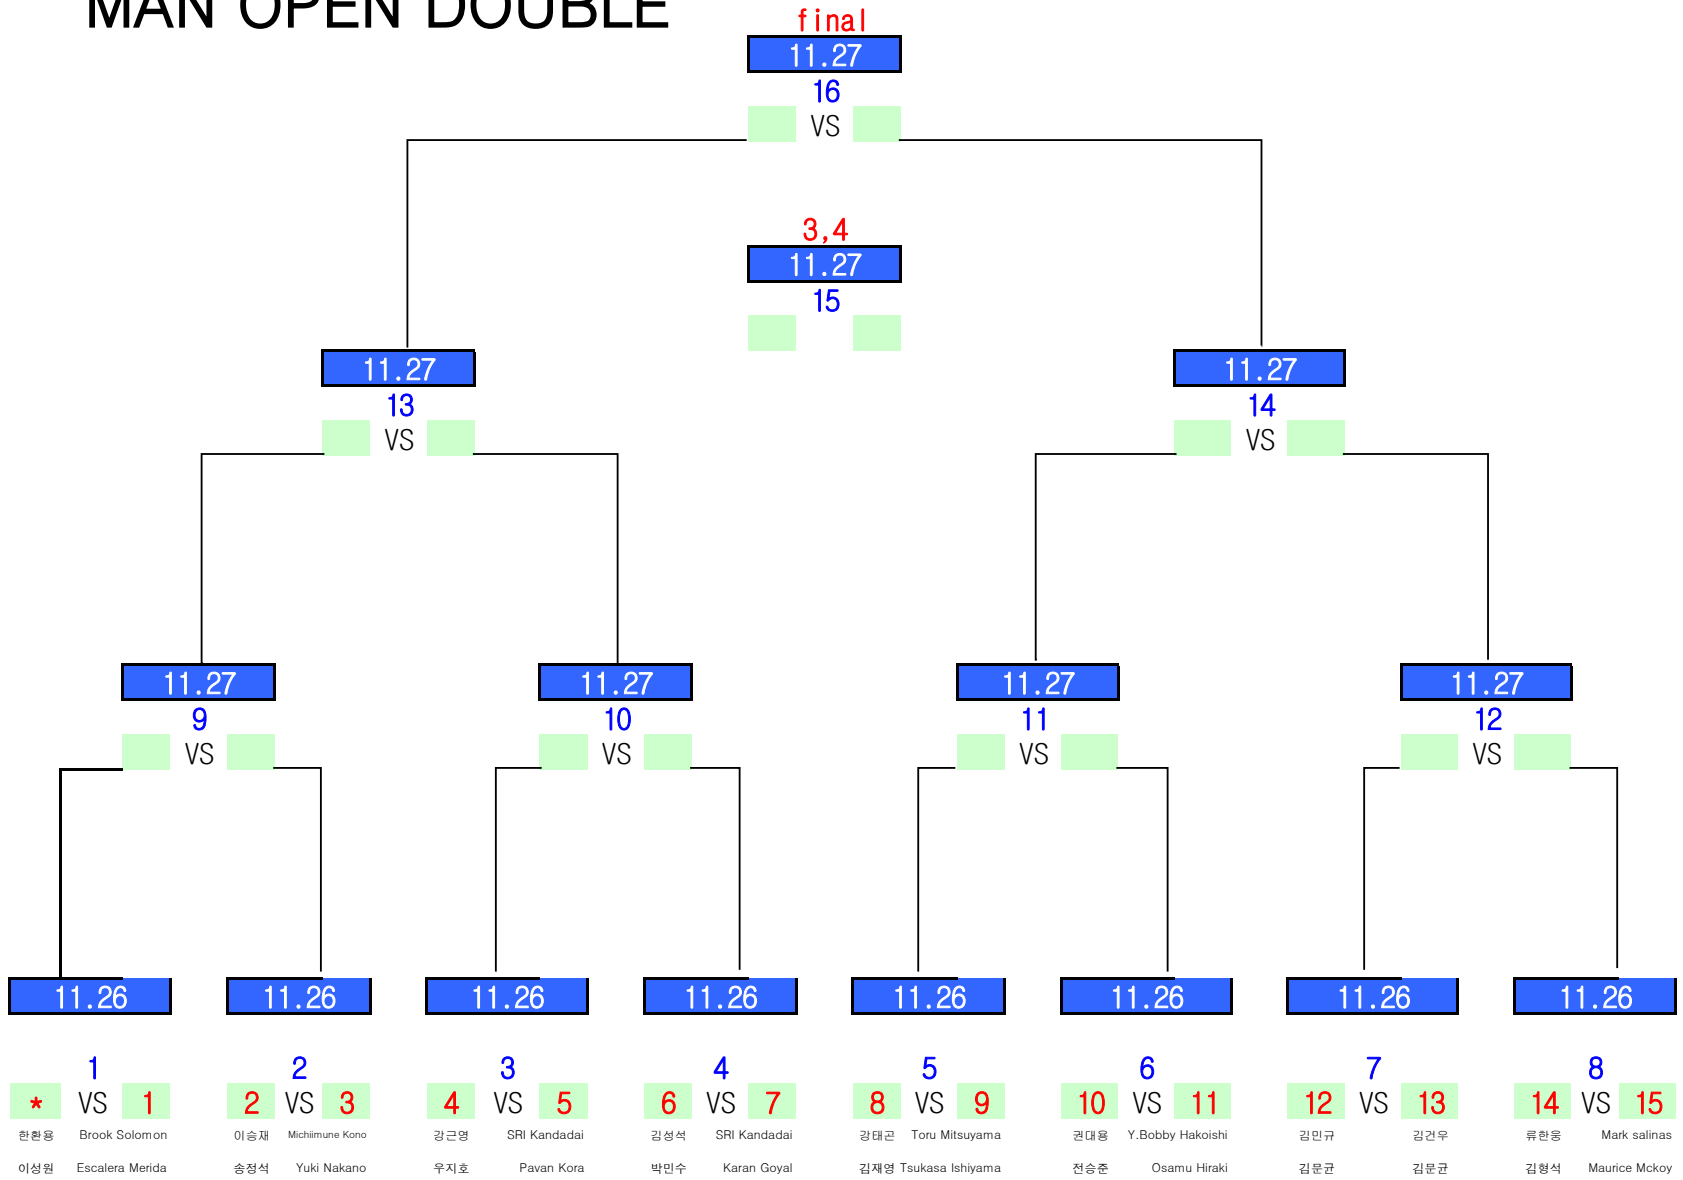 MAN OPEN DOUBLE
final
11.27
16
VS
3,4
11.27
15
11.27 11.27
13 14
VS VS
11.27 11.27 11.27 11.27
9 10 11 12
VS VS VS VS
11.26 11.26 11.26 11.26 11.26 11.26 11.26 11.26
1 2 3 4 5 6 7 8
* VS 1 2 VS 3 4 VS 5 6 VS 7 8 VS 9 10 VS 11 12 VS 13 14 VS 15
한환용 Brook Solomon 이승재 Michiimune Kono 강근영 SRI Kandadai 김성석 SRI Kandadai 강태곤 Toru Mitsuyama 권대용 Y.Bobby Hakoishi 김민규 김건우 류한웅 Mark salinas
이성원 Escalera Merida 송정석 Yuki Nakano 우지호 Pavan Kora 박민수 Karan Goyal 김재영 Tsukasa Ishiyama 전승준 Osamu Hiraki 김문균 김문균 김형석 Maurice Mckoy